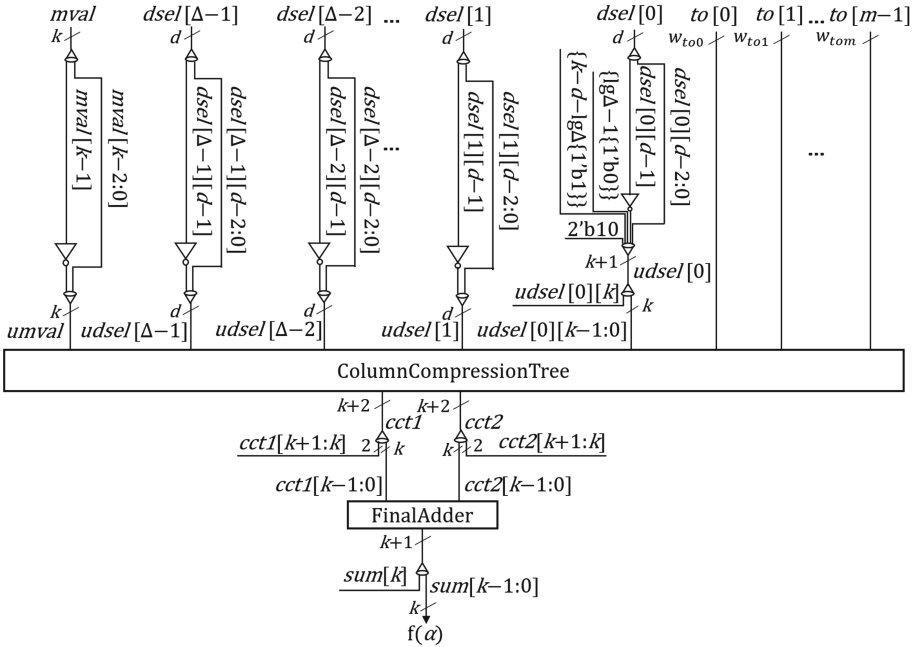 mval dsel [Δ−1] dsel [Δ−2] ... dsel [1] dsel [0] to [0] to [1] ... to [m−1]
k d d d d w_to0 w_to1 w_tom
mval[k−1]
mval[k−2:0]
dsel[Δ−1][d−1]
dsel[Δ−1][d−2:0]
dsel[Δ−2][d−1]
dsel[Δ−2][d−2:0]
...
dsel[1][d−1]
dsel[1][d−2:0]
{k−d−lgΔ{1'b1}}
{lgΔ−1{1'b0}}
dsel[0][d−1]
dsel[0][d−2:0]
...
2'b10
k+1
udsel [0]
udsel [0][k]
k d d d k
umval udsel [Δ−1] udsel [Δ−2] udsel [1] udsel [0][k−1:0]
ColumnCompressionTree
k+2 k+2
cct1 cct2
cct1[k+1:k] 2 k k 2 cct2[k+1:k]
cct1[k−1:0] cct2[k−1:0]
FinalAdder
k+1
sum[k] sum[k−1:0]
k
f(α)